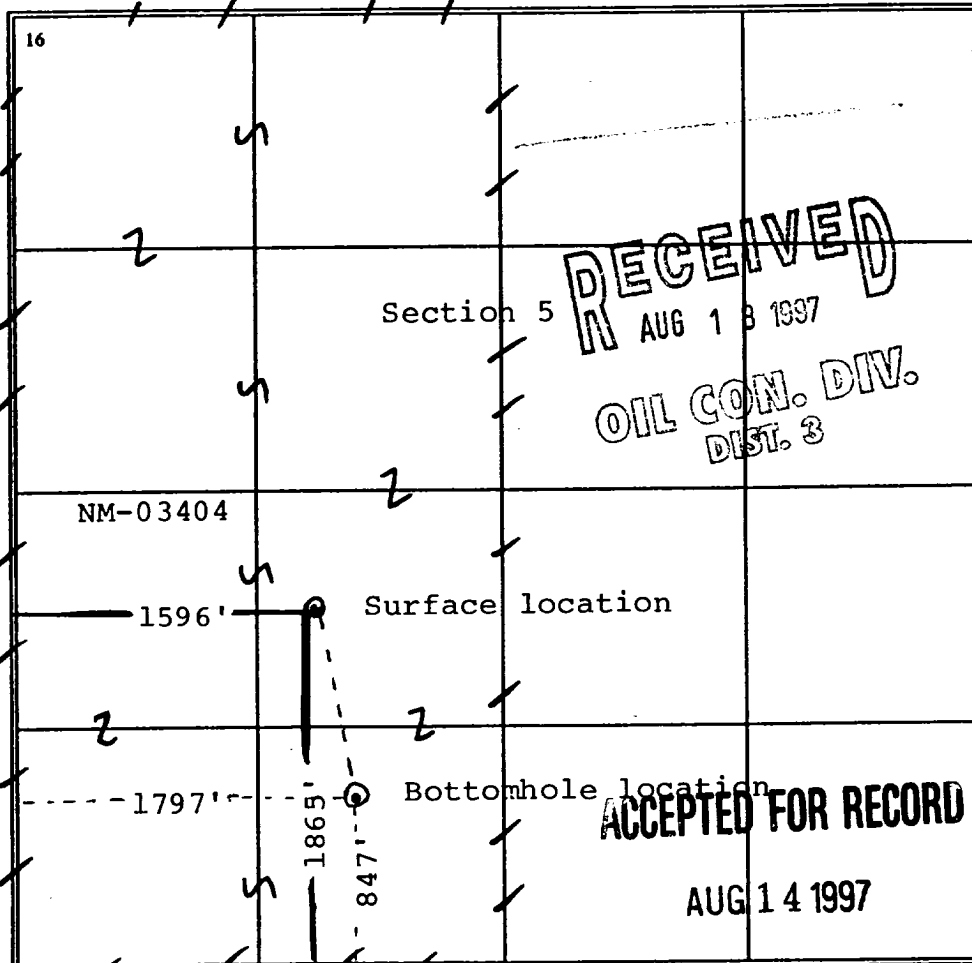 16
RECEIVED
Section 5
AUG 1 8 1997
OIL CON. DIV.
DIST. 3
NM-03404
1596' Surface location
1797' Bottomhole location
1865'
847'
ACCEPTED FOR RECORD
AUG 14 1997